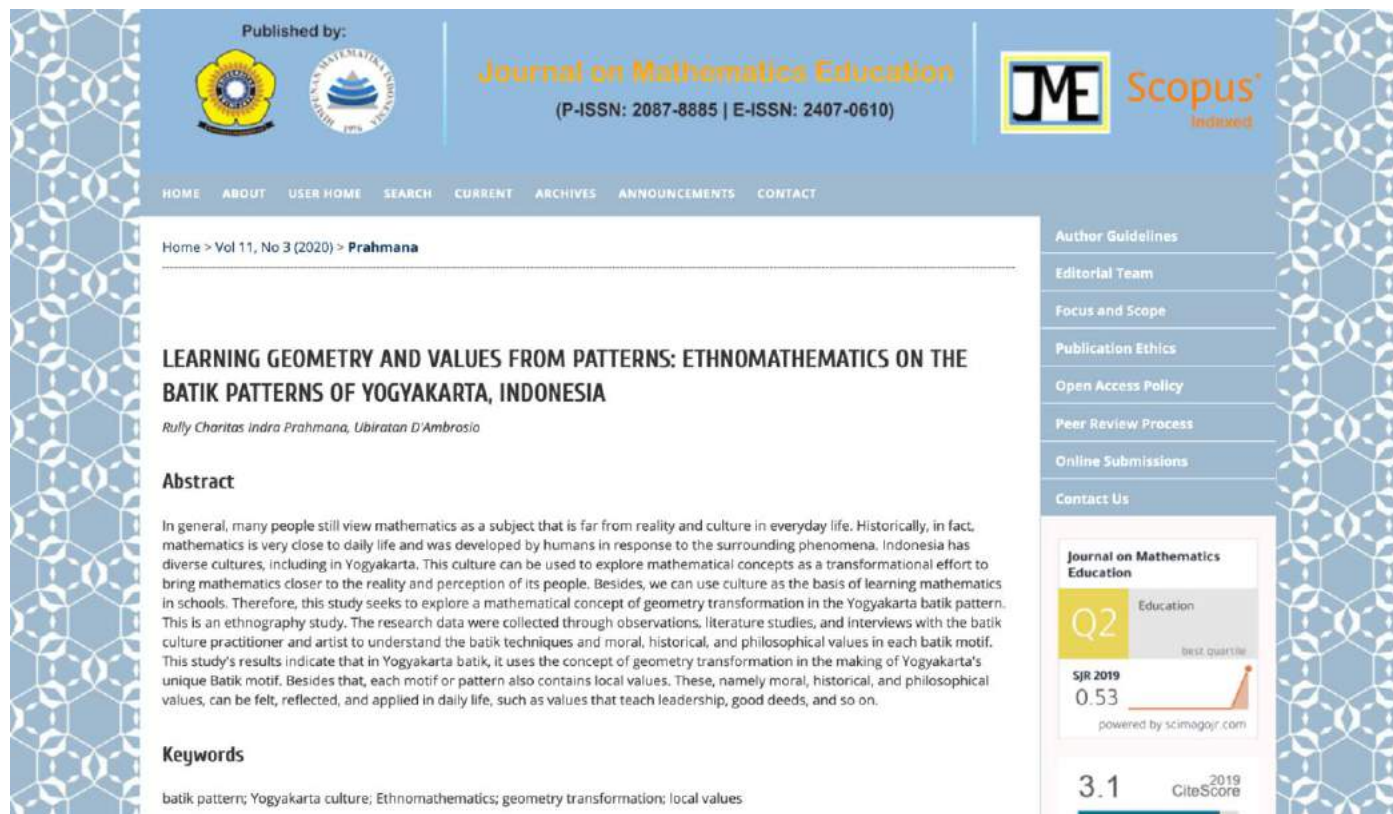 Published by:
HIMPUNAN MATEMATIKA INDONESIA
1976
Journal on Mathematics Education
(P-ISSN: 2087-8885 | E-ISSN: 2407-0610)
JME
Scopus
Indexed
HOME ABOUT USER HOME SEARCH CURRENT ARCHIVES ANNOUNCEMENTS CONTACT
Home > Vol 11, No 3 (2020) > Prahmana
LEARNING GEOMETRY AND VALUES FROM PATTERNS: ETHNOMATHEMATICS ON THE
BATIK PATTERNS OF YOGYAKARTA, INDONESIA
Rully Charitas Indra Prahmana, Ubiratan D'Ambrosio
Abstract
In general, many people still view mathematics as a subject that is far from reality and culture in everyday life. Historically, in fact,
mathematics is very close to daily life and was developed by humans in response to the surrounding phenomena. Indonesia has
diverse cultures, including in Yogyakarta. This culture can be used to explore mathematical concepts as a transformational effort to
bring mathematics closer to the reality and perception of its people. Besides, we can use culture as the basis of learning mathematics
in schools. Therefore, this study seeks to explore a mathematical concept of geometry transformation in the Yogyakarta batik pattern.
This is an ethnography study. The research data were collected through observations, literature studies, and interviews with the batik
culture practitioner and artist to understand the batik techniques and moral, historical, and philosophical values in each batik motif.
This study's results indicate that in Yogyakarta batik, it uses the concept of geometry transformation in the making of Yogyakarta's
unique Batik motif. Besides that, each motif or pattern also contains local values. These, namely moral, historical, and philosophical
values, can be felt, reflected, and applied in daily life, such as values that teach leadership, good deeds, and so on.
Keywords
batik pattern; Yogyakarta culture; Ethnomathematics; geometry transformation; local values
Author Guidelines
Editorial Team
Focus and Scope
Publication Ethics
Open Access Policy
Peer Review Process
Online Submissions
Contact Us
Journal on Mathematics
Education
Q2
Education
best quartile
SJR 2019
0.53
powered by scimagojr.com
3.1
2019
CiteScore